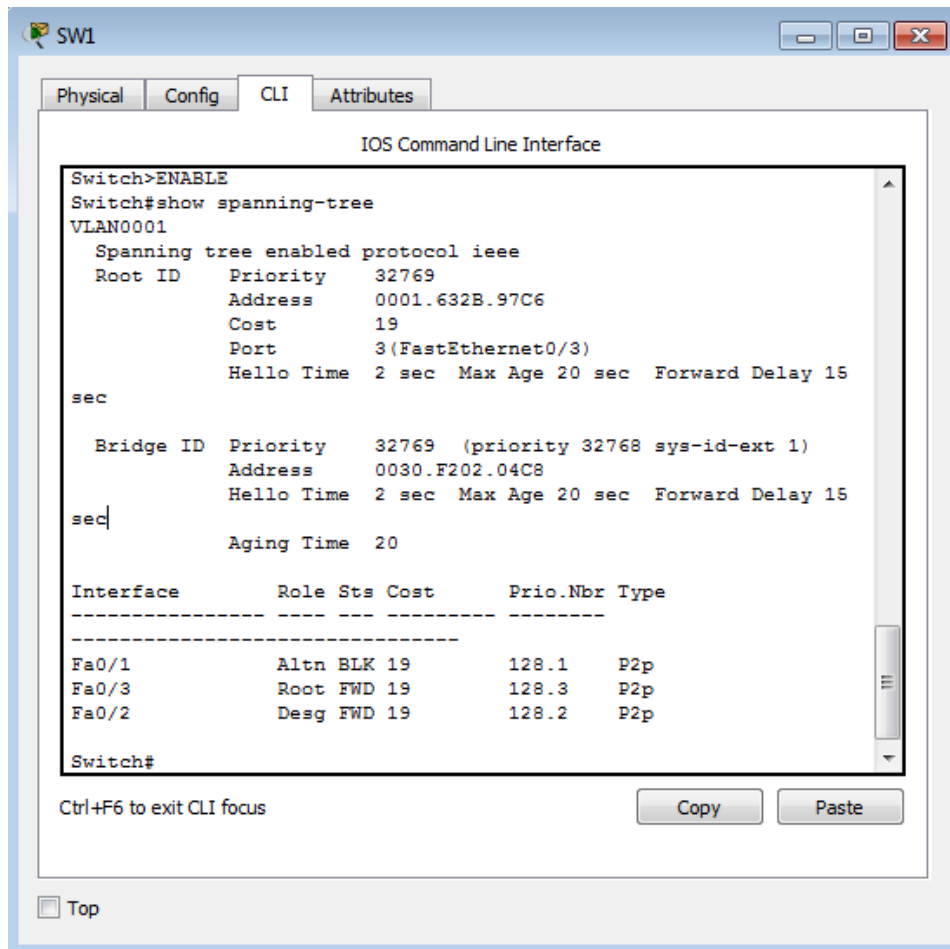 SW1
Physical Config CLI Attributes
IOS Command Line Interface
Switch>ENABLE
Switch#show spanning-tree
VLAN0001
  Spanning tree enabled protocol ieee
  Root ID    Priority    32769
             Address     0001.632B.97C6
             Cost        19
             Port        3(FastEthernet0/3)
             Hello Time  2 sec  Max Age 20 sec  Forward Delay 15
sec
  Bridge ID  Priority    32769  (priority 32768 sys-id-ext 1)
             Address     0030.F202.04C8
             Hello Time  2 sec  Max Age 20 sec  Forward Delay 15
sec
             Aging Time  20
Interface        Role Sts Cost      Prio.Nbr Type
---------------- ---- --- --------- --------
--------------------------------
Fa0/1            Altn BLK 19        128.1    P2p
Fa0/3            Root FWD 19        128.3    P2p
Fa0/2            Desg FWD 19        128.2    P2p
Switch#
Ctrl+F6 to exit CLI focus Copy Paste
Top